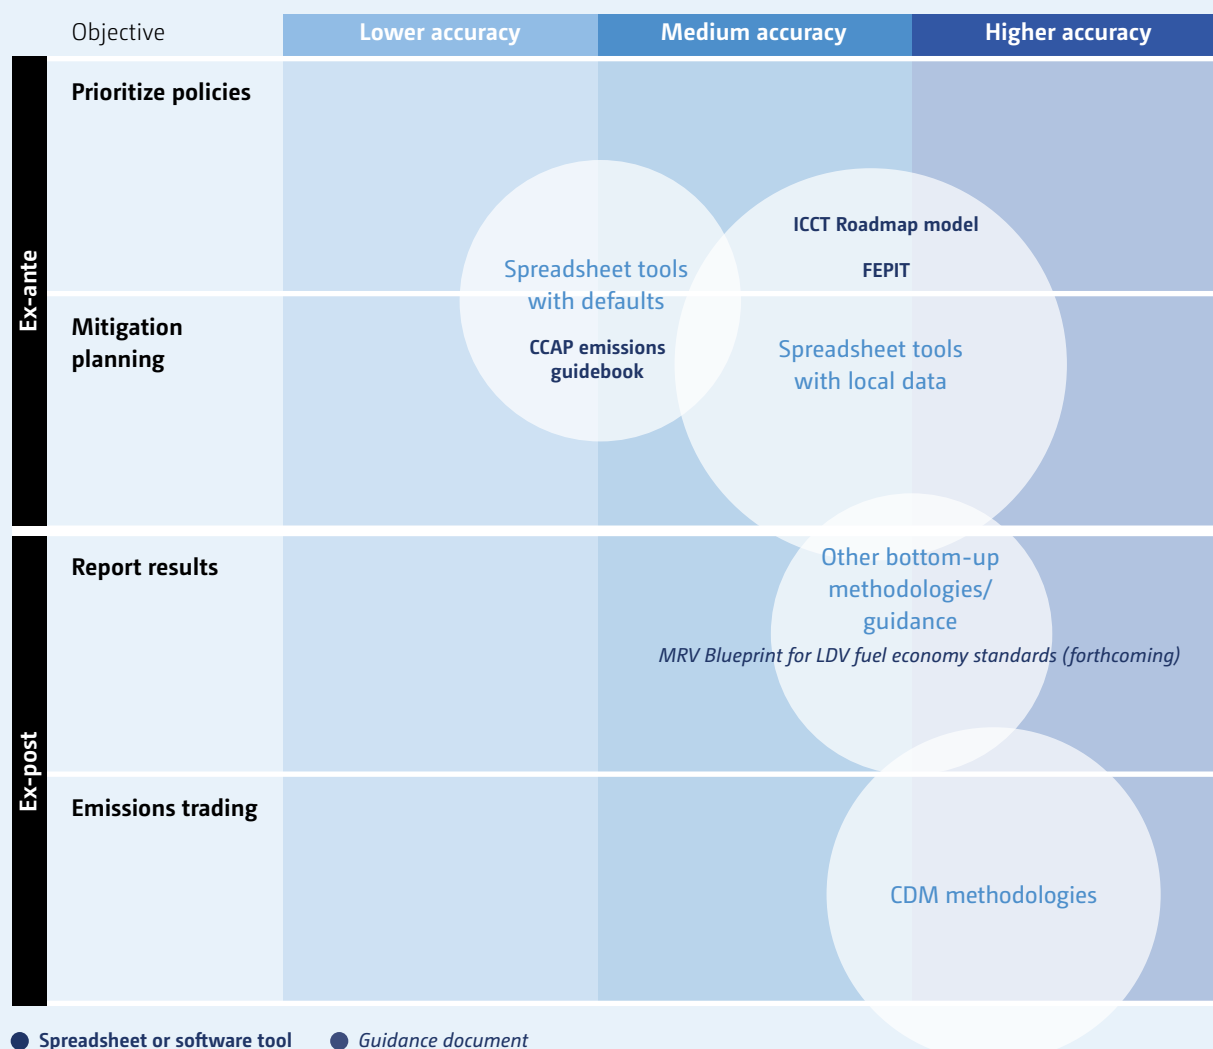 Objective
Lower accuracy
Medium accuracy
Higher accuracy
Ex-ante
Prioritize policies
ICCT Roadmap model
FEPIT
Spreadsheet tools
with defaults
Mitigation
planning
CCAP emissions
guidebook
Spreadsheet tools
with local data
Ex-post
Report results
Other bottom-up
methodologies/
guidance
MRV Blueprint for LDV fuel economy standards (forthcoming)
Emissions trading
CDM methodologies
Spreadsheet or software tool
Guidance document